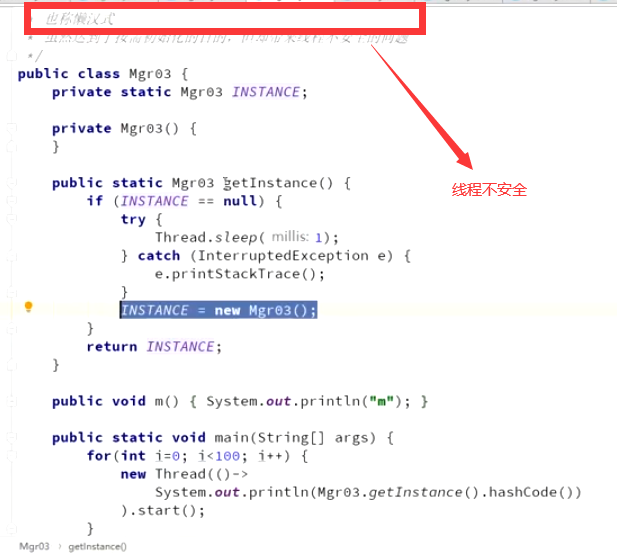 * 也称懒汉式
* 虽然达到了按需初始化的目的，但却带来线程不安全的问题
*/
public class Mgr03 {
private static Mgr03 INSTANCE;
private Mgr03() {
}
线程不安全
public static Mgr03 getInstance() {
if (INSTANCE == null) {
try {
Thread.sleep( millis: 1);
} catch (InterruptedException e) {
e.printStackTrace();
}
INSTANCE = new Mgr03();
}
return INSTANCE;
}
public void m() { System.out.println("m"); }
public static void main(String[] args) {
for(int i=0; i<100; i++) {
new Thread(()->
System.out.println(Mgr03.getInstance().hashCode())
).start();
}
Mgr03 › getInstance()